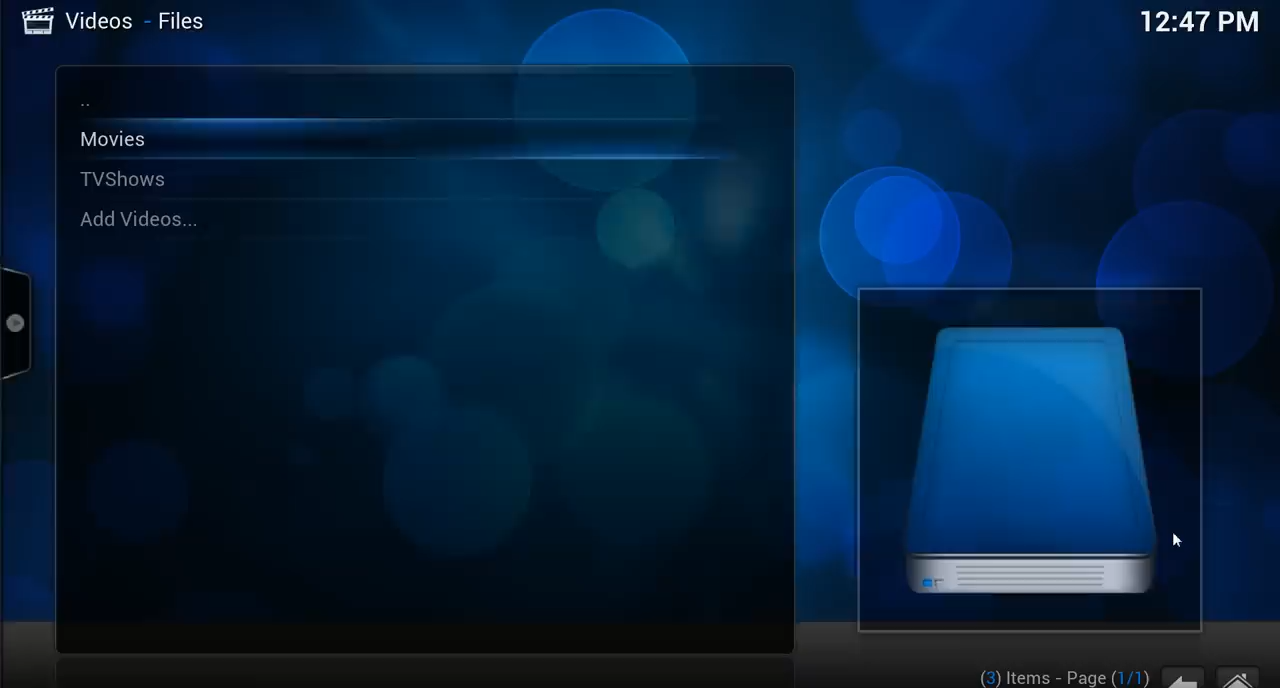 Videos - Files
12:47 PM
..
Movies
TVShows
Add Videos...
(3) Items - Page (1/1)